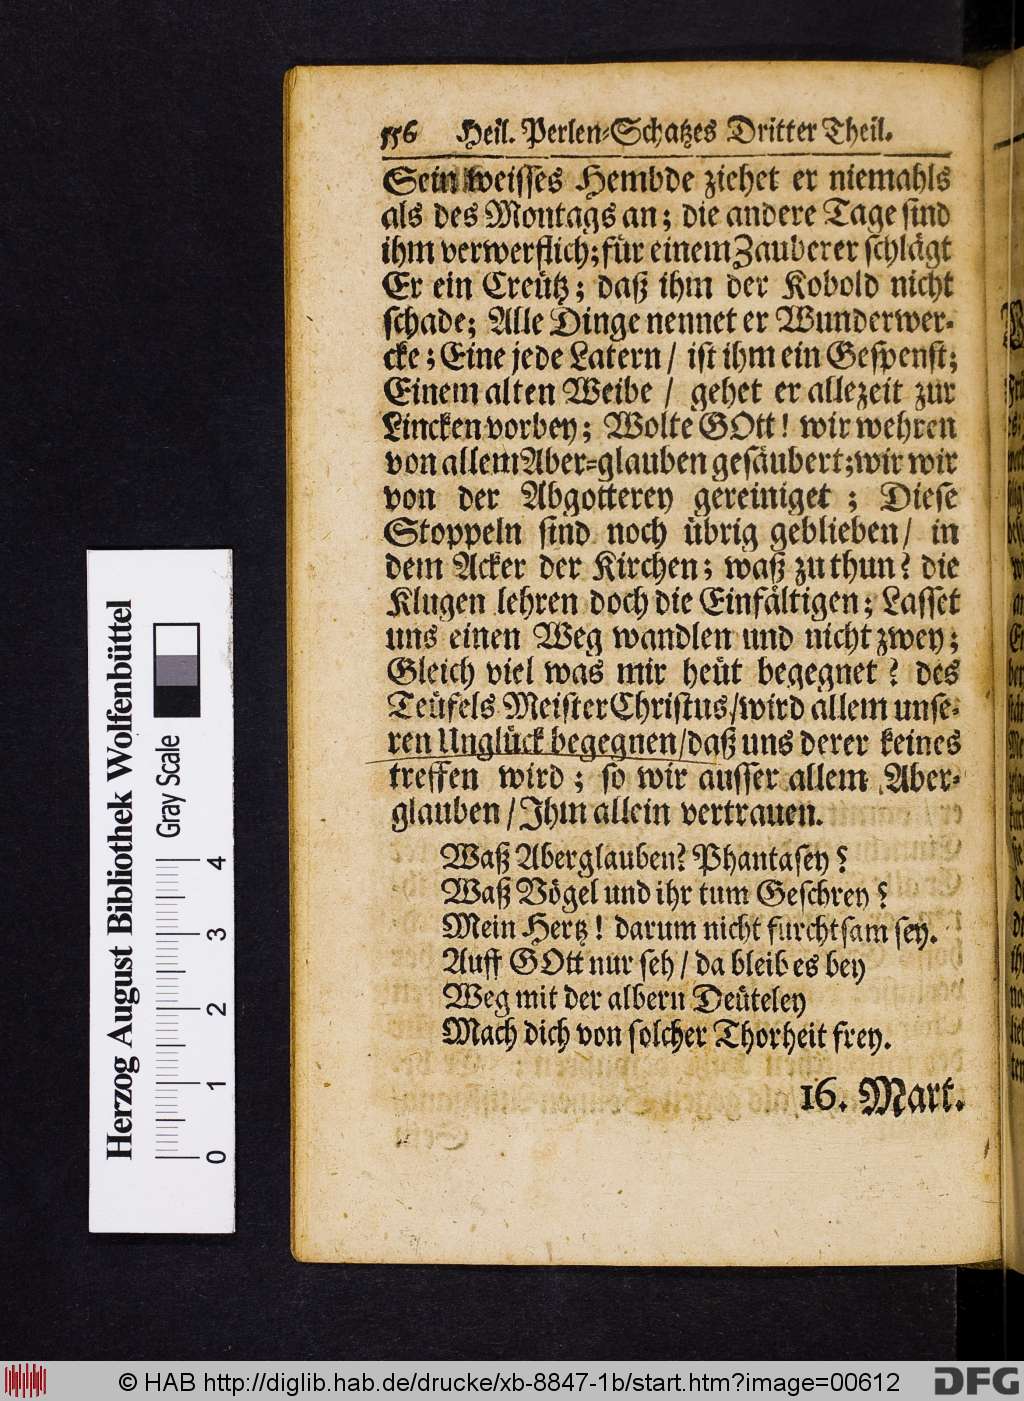 556 Heil. Perlen-Schatzes Dritter Theil.
Sein weisses Hembde ziehet er niemahls
als des Montags an; die andere Tage sind
ihm verwerflich; für einem Zauberer schlägt
Er ein Creütz; daß ihm der Kobold nicht
schade; Alle Dinge nennet er Wunderwer-
cke; Eine jede Latern / ist ihm ein Gespenst;
Einem alten Weibe / gehet er allezeit zur
Lincken vorbey; Wolte GOtt! wir wehren
von allem Aber-glauben gesäubert; wir wir
von der Abgotterey gereiniget; Diese
Stoppeln sind noch übrig geblieben / in
dem Acker der Kirchen; waß zu thun? die
Klugen lehren doch die Einfältigen; Lasset
uns einen Weg wandlen und nicht zwey;
Gleich viel was mir heüt begegnet? des
Teüfels Meister Christus / wird allem unse-
ren Unglück begegnen / daß uns derer keines
treffen wird; so wir ausser allem Aber-
glauben / Ihm allein vertrauen.
Waß Aberglauben? Phantasey?
Waß Vögel und ihr tum Geschrey?
Mein Hertz! darum nicht furchtsam sey.
Auff GOtt nur seh / da bleib es bey
Weg mit der albern Deüteley
Mach dich von solcher Thorheit frey.
16. Mart.
Herzog August Bibliothek Wolfenbüttel
Gray Scale
0 1 2 3 4
© HAB http://diglib.hab.de/drucke/xb-8847-1b/start.htm?image=00612
DFG